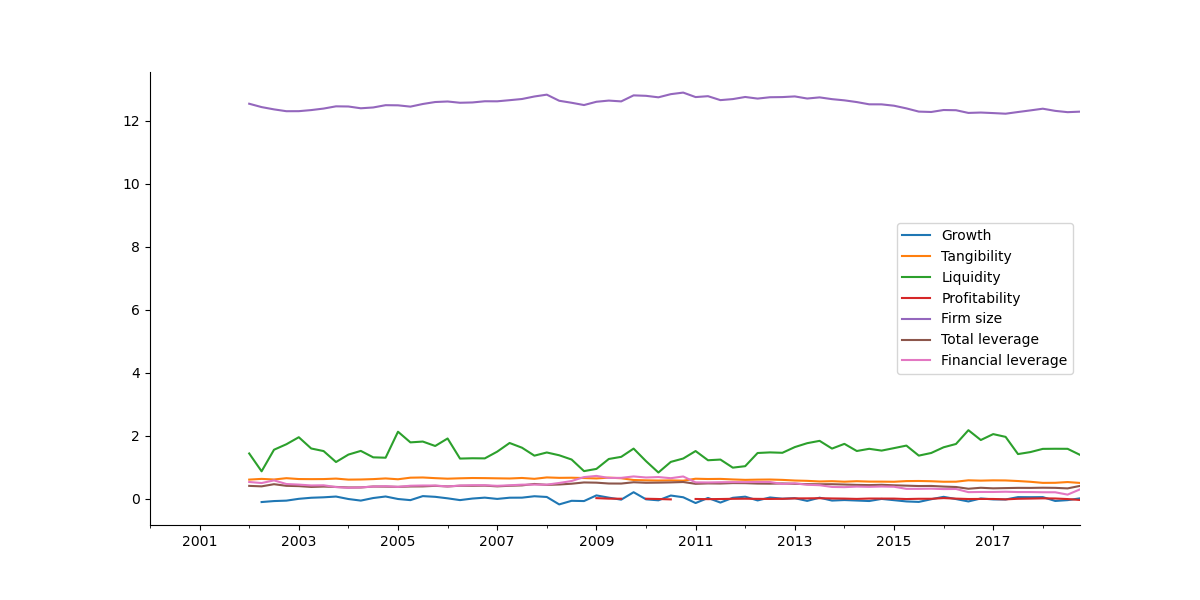 12
10
8
6
4
2
0
Growth
Tangibility
Liquidity
Profitability
Firm size
Total leverage
Financial leverage
2001 2003 2005 2007 2009 2011 2013 2015 2017